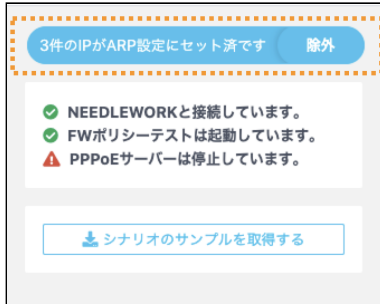 3件のIPがARP設定にセット済です 除外
NEEDLEWORKと接続しています。
FWポリシーテストは起動しています。
PPPoEサーバーは停止しています。
シナリオのサンプルを取得する